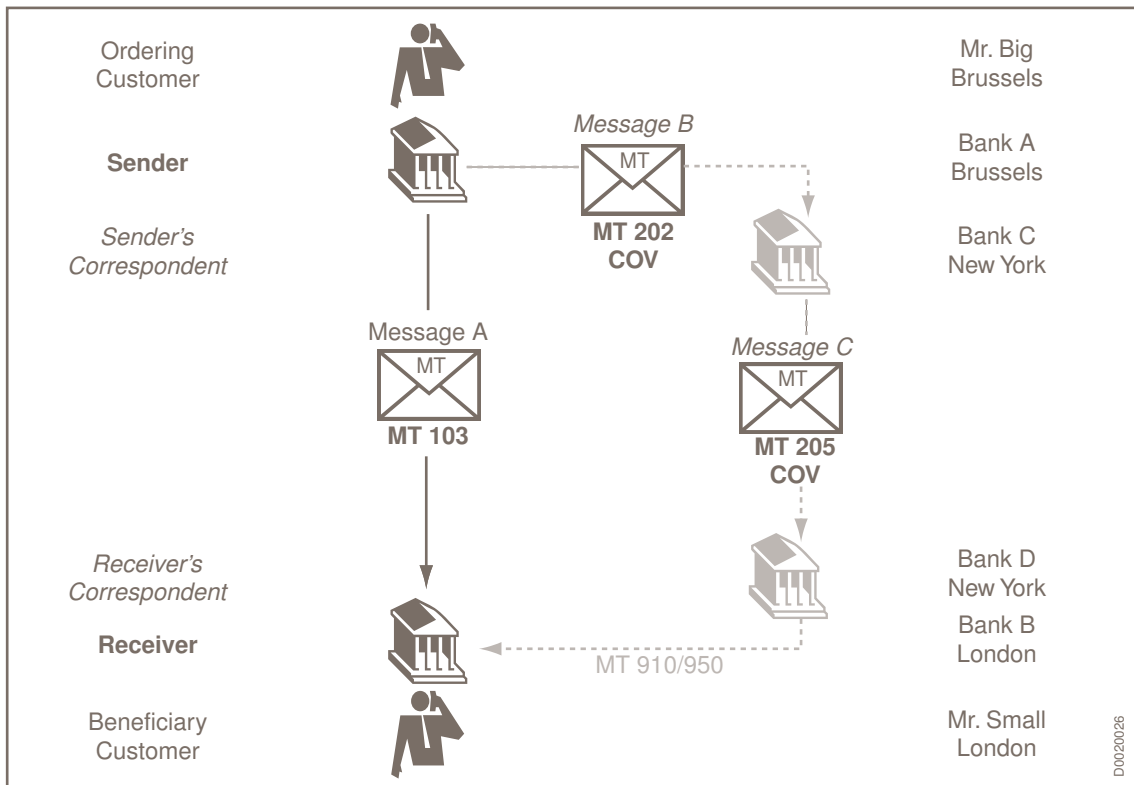 Ordering
Customer
Mr. Big
Brussels
Message B
Sender
MT
Bank A
Brussels
MT 202
COV
Sender's
Correspondent
Bank C
New York
Message A
MT
MT 103
Message C
MT
MT 205
COV
Receiver's
Correspondent
Bank D
New York
Receiver
MT 910/950
Bank B
London
Beneficiary
Customer
Mr. Small
London
D0020026